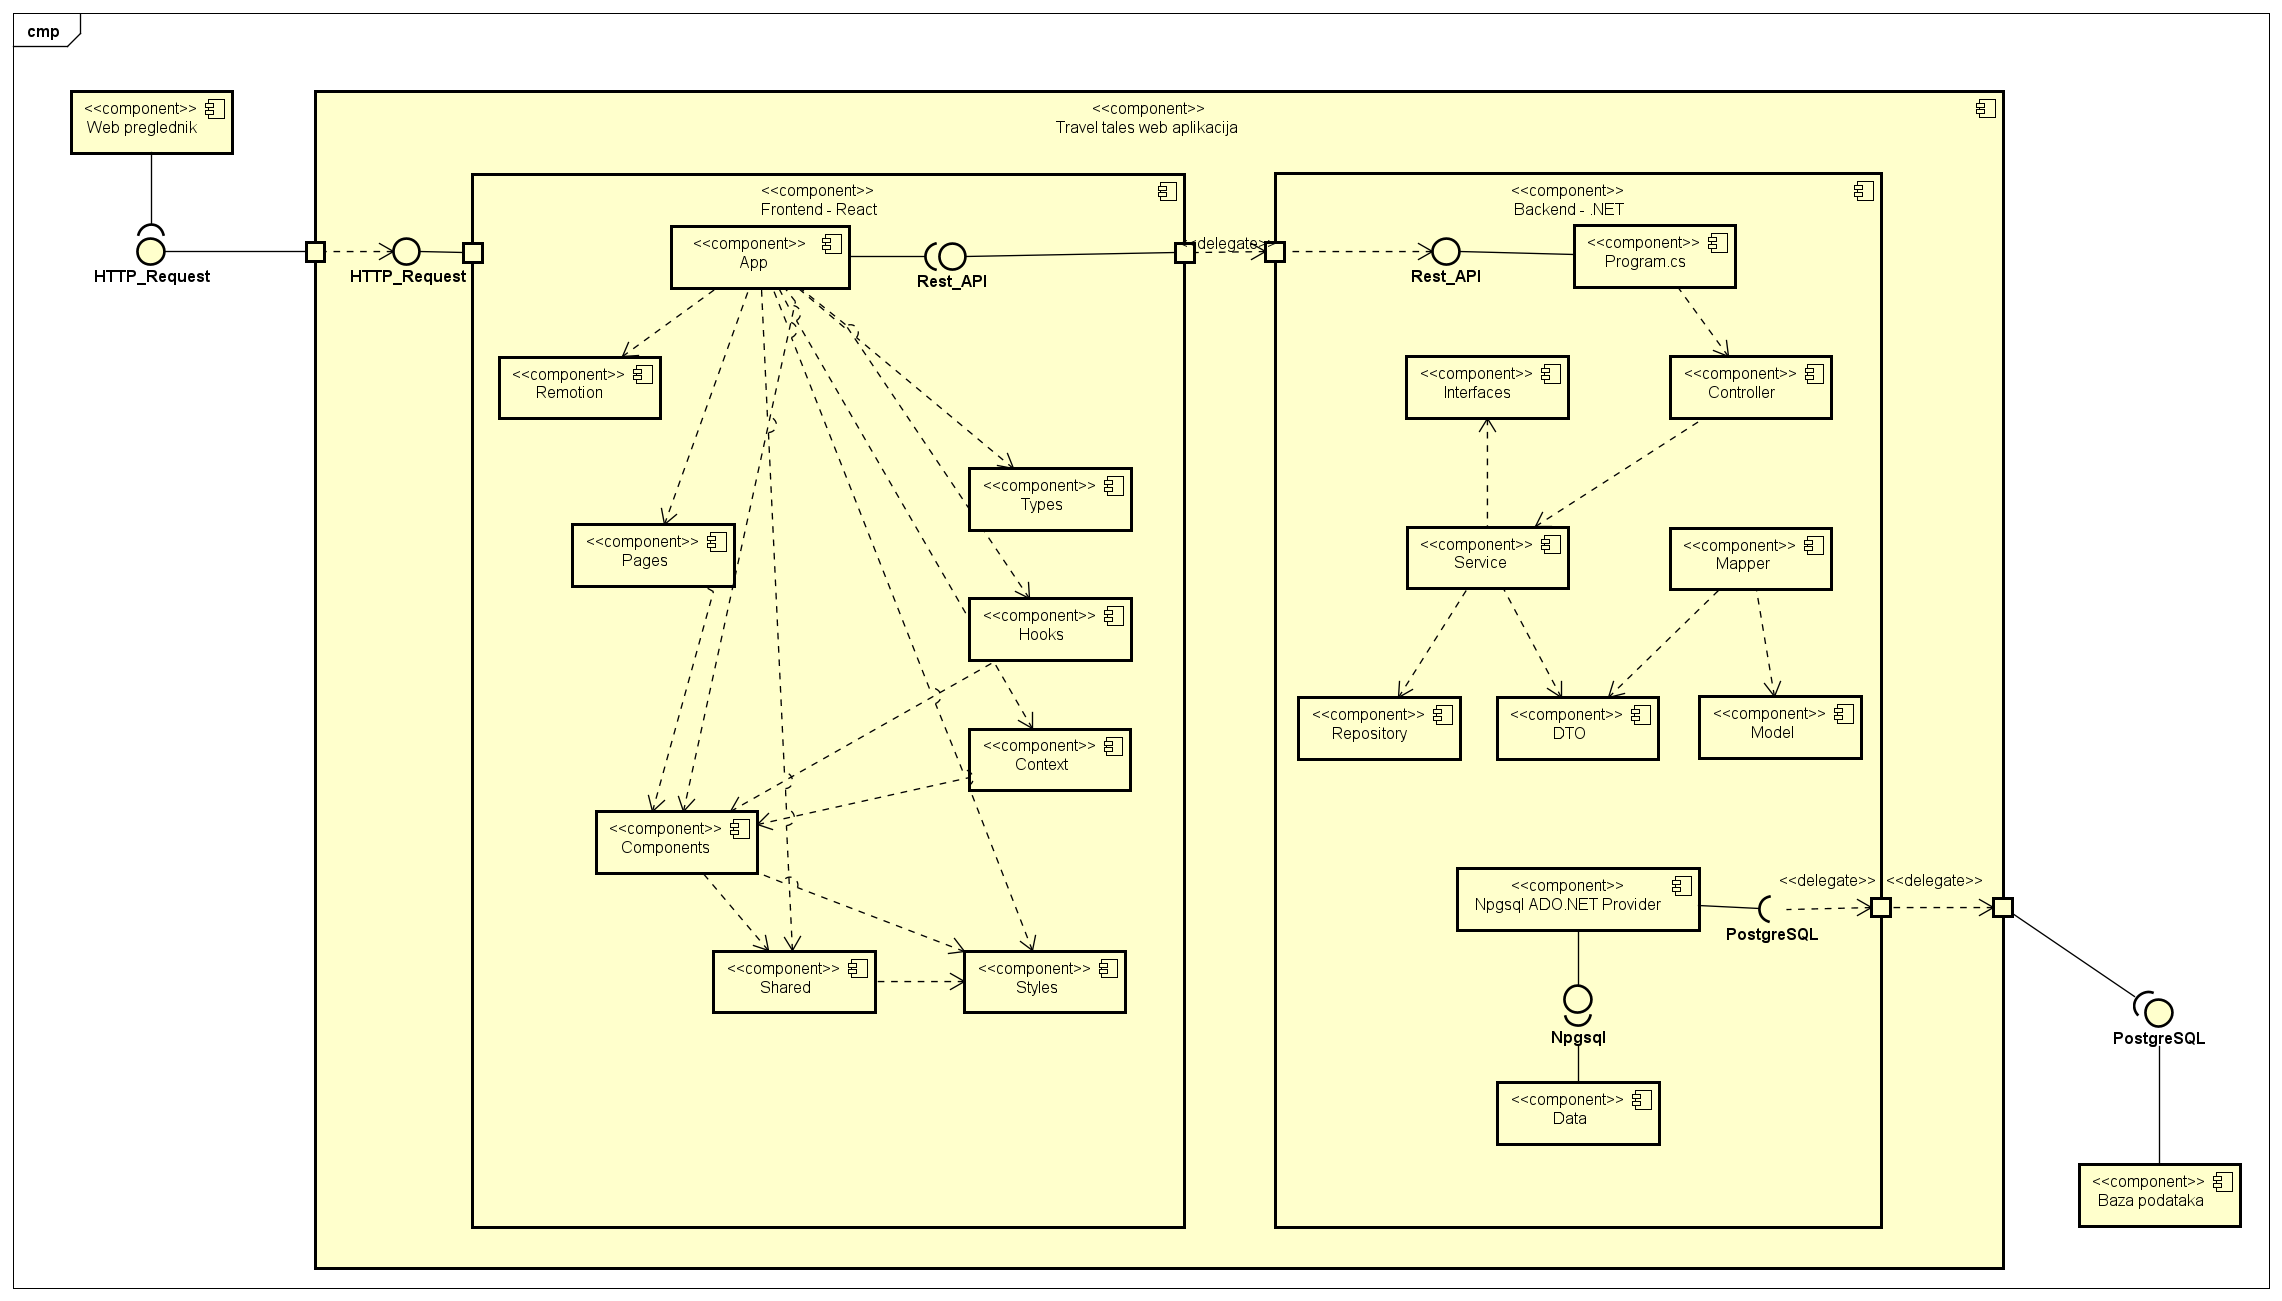 cmp
<<component>>
Web preglednik
HTTP_Request
<<component>>
Travel tales web aplikacija
HTTP_Request
<<component>>
Frontend - React
<<component>>
App
Rest_API
<<delegate>>
<<component>>
Remotion
<<component>>
Types
<<component>>
Pages
<<component>>
Hooks
<<component>>
Context
<<component>>
Components
<<component>>
Shared
<<component>>
Styles
<<component>>
Backend - .NET
Rest_API
<<component>>
Program.cs
<<component>>
Interfaces
<<component>>
Controller
<<component>>
Service
<<component>>
Mapper
<<component>>
Repository
<<component>>
DTO
<<component>>
Model
<<component>>
Npgsql ADO.NET Provider
PostgreSQL
<<delegate>>
<<delegate>>
Npgsql
<<component>>
Data
PostgreSQL
<<component>>
Baza podataka